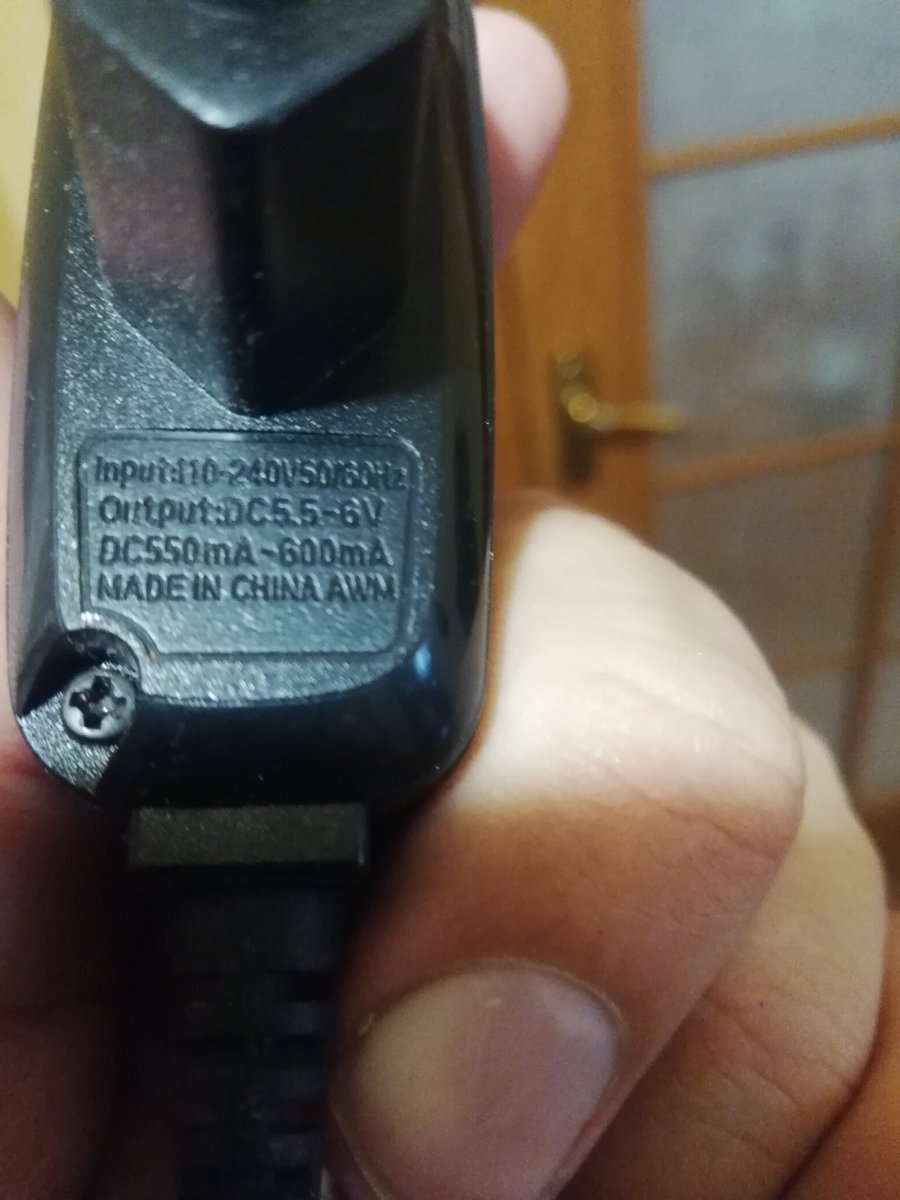 Input:110-240V50/60Hz
Output:DC5.5~6V
DC550mA~600mA
MADE IN CHINA AWM